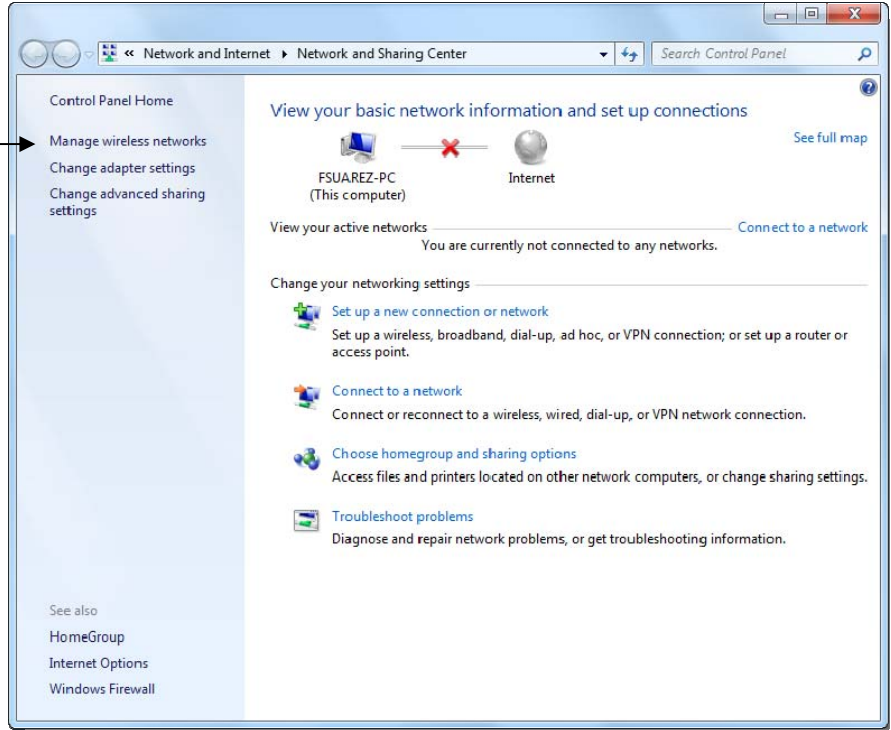 « Network and Internet ▸ Network and Sharing Center
Search Control Panel
Control Panel Home
Manage wireless networks
Change adapter settings
Change advanced sharing
settings
See also
HomeGroup
Internet Options
Windows Firewall
View your basic network information and set up connections
See full map
FSUAREZ-PC
(This computer)
Internet
View your active networks
Connect to a network
You are currently not connected to any networks.
Change your networking settings
Set up a new connection or network
Set up a wireless, broadband, dial-up, ad hoc, or VPN connection; or set up a router or
access point.
Connect to a network
Connect or reconnect to a wireless, wired, dial-up, or VPN network connection.
Choose homegroup and sharing options
Access files and printers located on other network computers, or change sharing settings.
Troubleshoot problems
Diagnose and repair network problems, or get troubleshooting information.